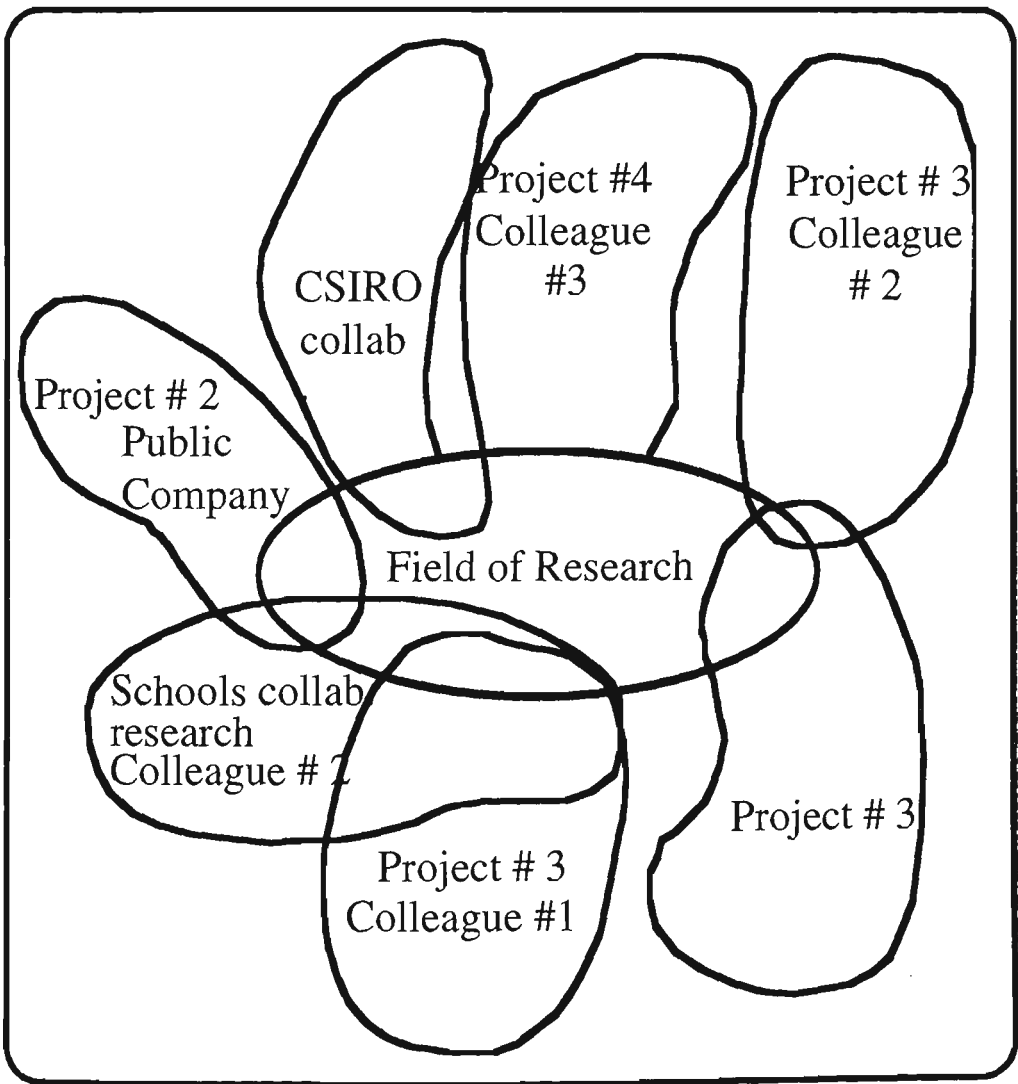 Project #4
Colleague
#3
Project # 3
Colleague
# 2
CSIRO
collab
Project # 2
Public
Company
Field of Research
Schools collab
research
Colleague # 2
Project # 3
Project # 3
Colleague #1